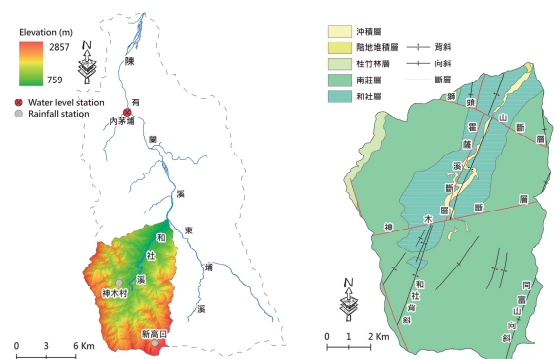 Elevation (m)
2857
759
N
Water level station
Rainfall station
陳有蘭溪
內茅埔
東埔溪
和社溪
神木村
新高口
0 3 6 Km
沖積層
階地堆積層
桂竹林層
南莊層
和社層
背斜
向斜
斷層
獅頭山斷層
霍薩溪斷層
神木斷層
和社背斜
同富山向斜
N
0 1 2 Km